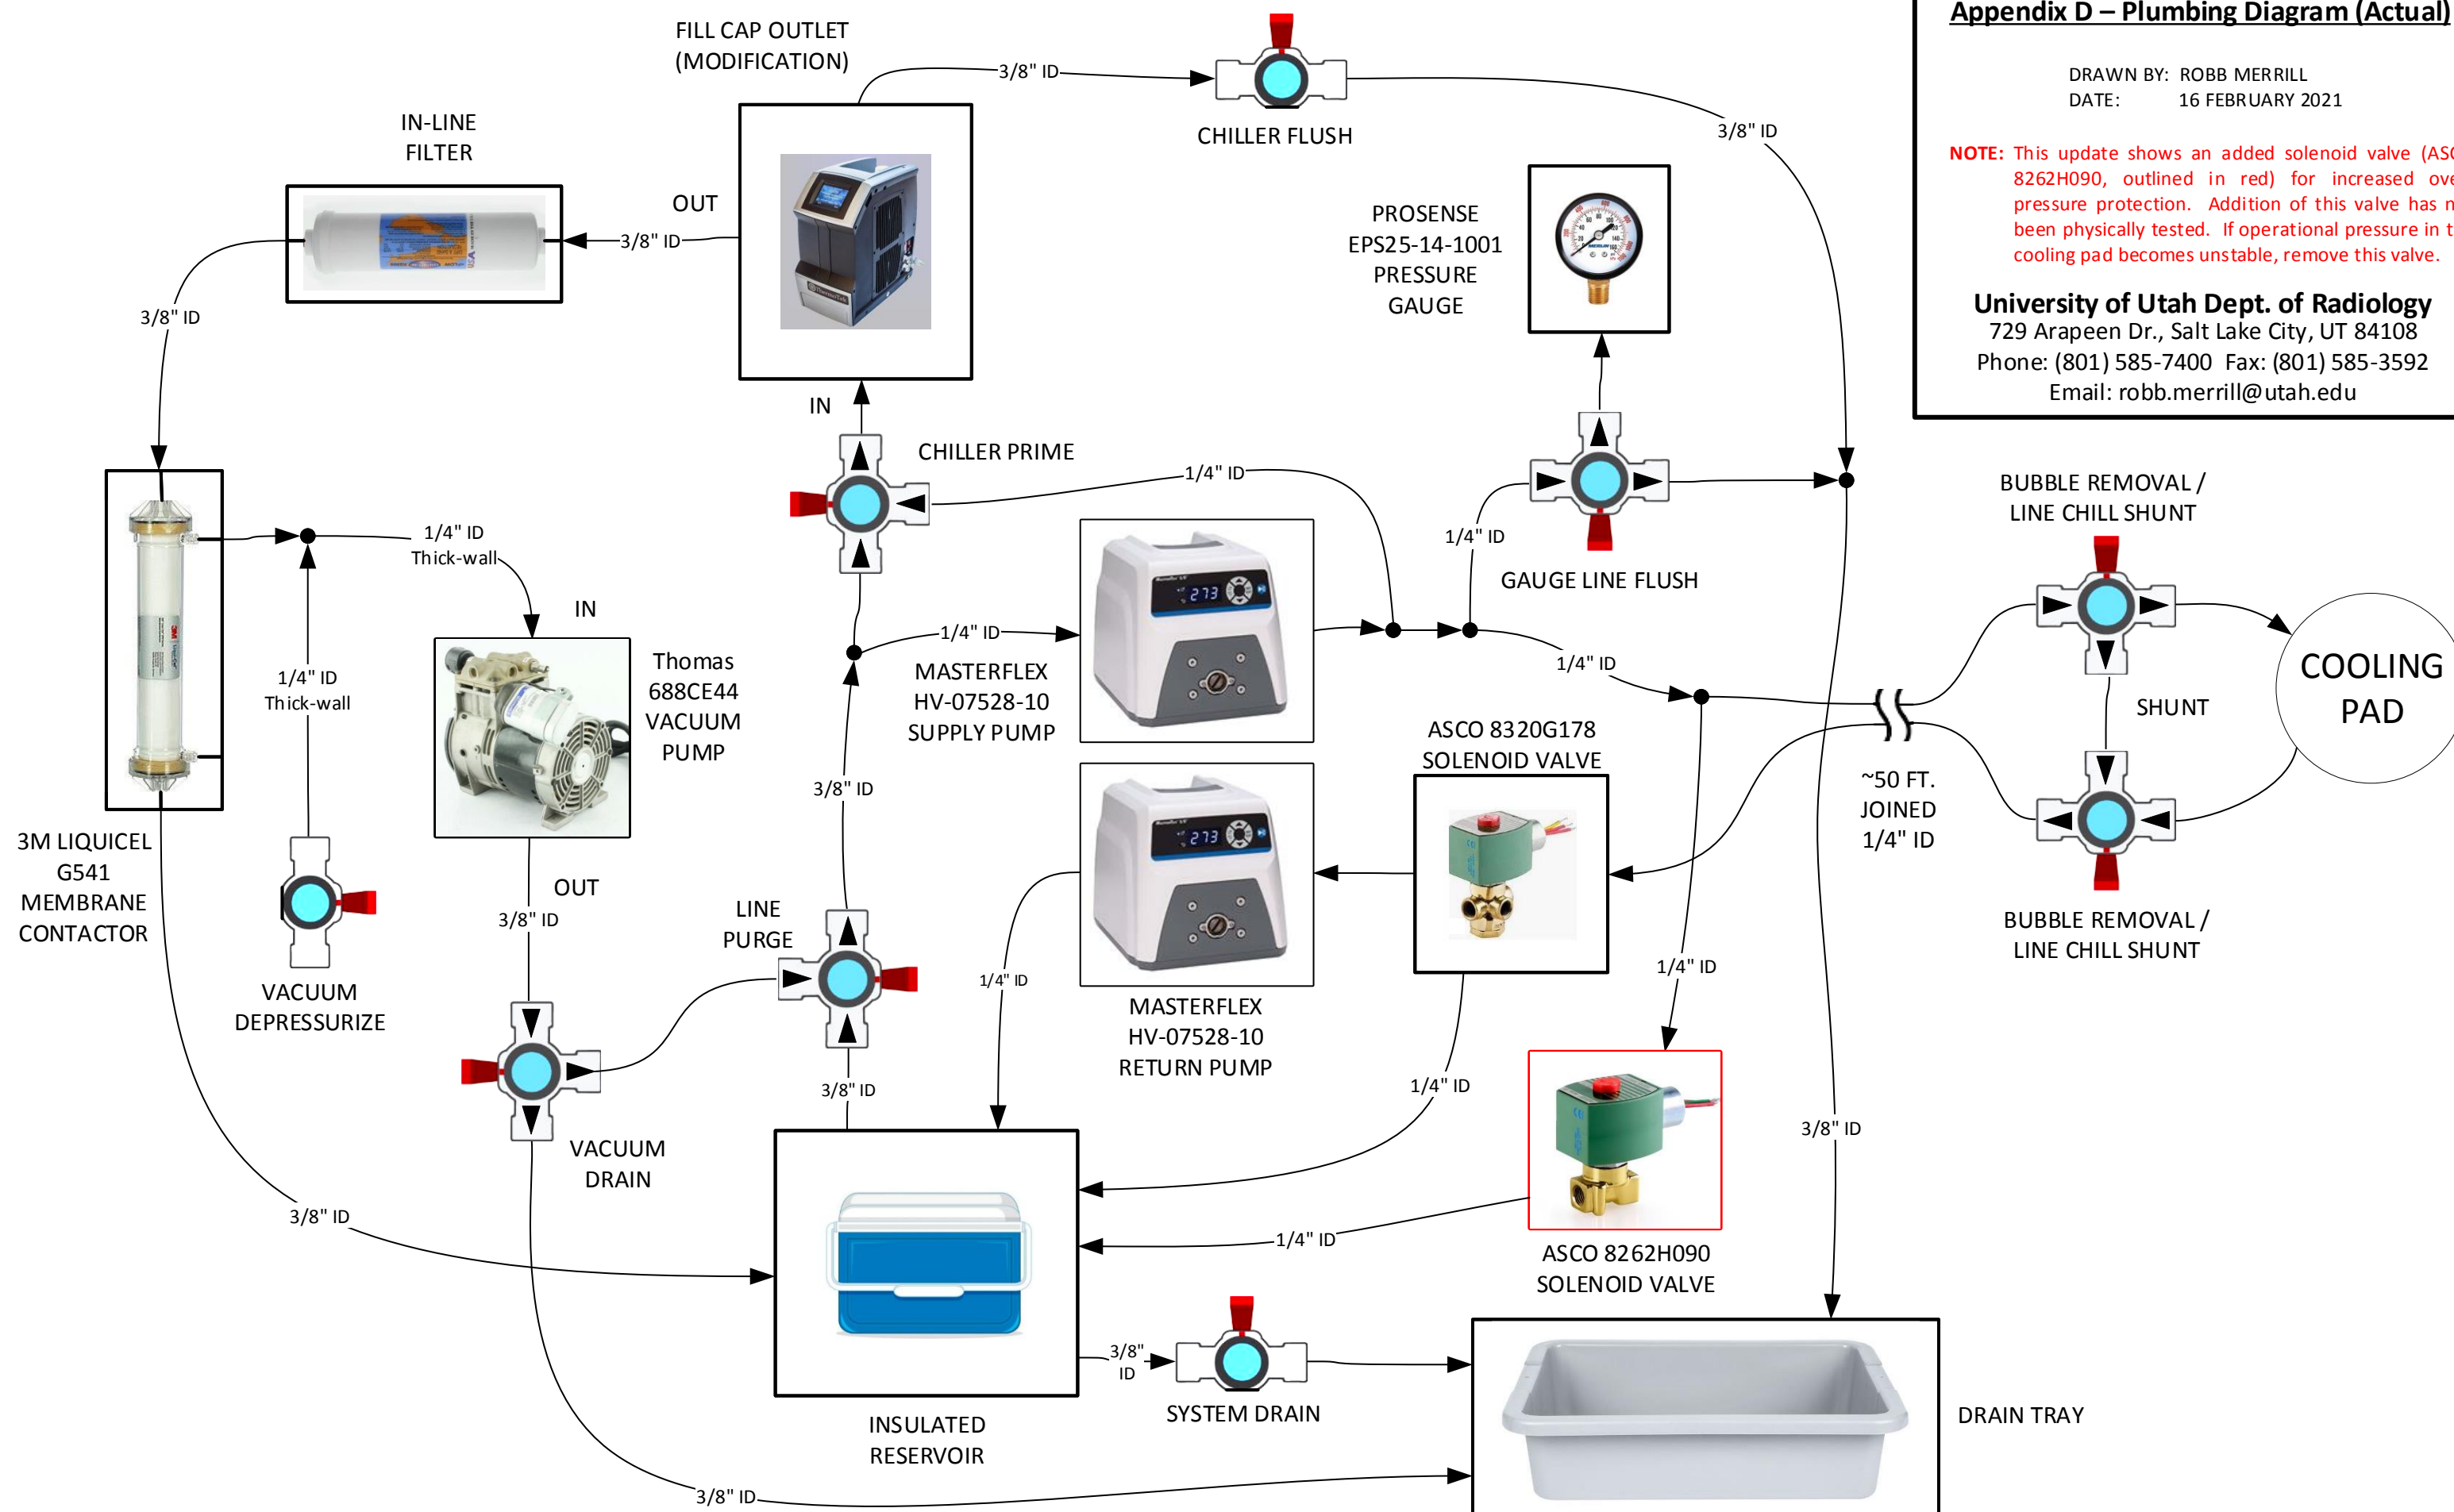 Appendix D – Plumbing Diagram (Actual)
DRAWN BY: ROBB MERRILL
DATE: 16 FEBRUARY 2021
NOTE: This update shows an added solenoid valve (ASC
8262H090, outlined in red) for increased ove
pressure protection. Addition of this valve has n
been physically tested. If operational pressure in t
cooling pad becomes unstable, remove this valve.
University of Utah Dept. of Radiology
729 Arapeen Dr., Salt Lake City, UT 84108
Phone: (801) 585-7400 Fax: (801) 585-3592
Email: robb.merrill@utah.edu
FILL CAP OUTLET
(MODIFICATION)
3/8" ID
CHILLER FLUSH
3/8" ID
IN-LINE
FILTER
OUT
3/8" ID
3/8" ID
PROSENSE
EPS25-14-1001
PRESSURE
GAUGE
IN
CHILLER PRIME
1/4" ID
1/4" ID
GAUGE LINE FLUSH
BUBBLE REMOVAL /
LINE CHILL SHUNT
1/4" ID
Thick-wall
IN
1/4" ID
Thick-wall
Thomas
688CE44
VACUUM
PUMP
1/4" ID
MASTERFLEX
HV-07528-10
SUPPLY PUMP
273
1/4" ID
COOLING
PAD
SHUNT
ASCO 8320G178
SOLENOID VALVE
3/8" ID
273
~50 FT.
JOINED
1/4" ID
3M LIQUICEL
G541
MEMBRANE
CONTACTOR
OUT
3/8" ID
LINE
PURGE
BUBBLE REMOVAL /
LINE CHILL SHUNT
VACUUM
DEPRESSURIZE
1/4" ID
1/4" ID
MASTERFLEX
HV-07528-10
RETURN PUMP
3/8" ID
1/4" ID
3/8" ID
VACUUM
DRAIN
3/8" ID
1/4" ID
ASCO 8262H090
SOLENOID VALVE
3/8"
ID
SYSTEM DRAIN
INSULATED
RESERVOIR
DRAIN TRAY
3/8" ID